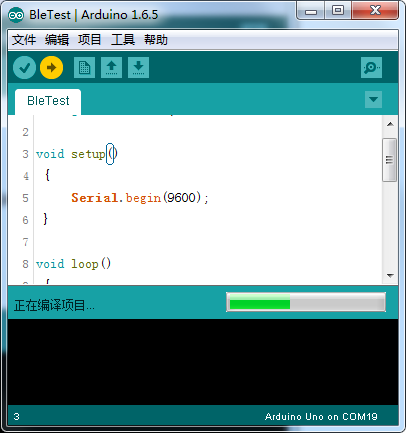 BleTest | Arduino 1.6.5
文件 编辑 项目 工具 帮助
BleTest
2
3 void setup()
4 {
5 Serial.begin(9600);
6 }
7
8 void loop()
正在编译项目...
3 Arduino Uno on COM19